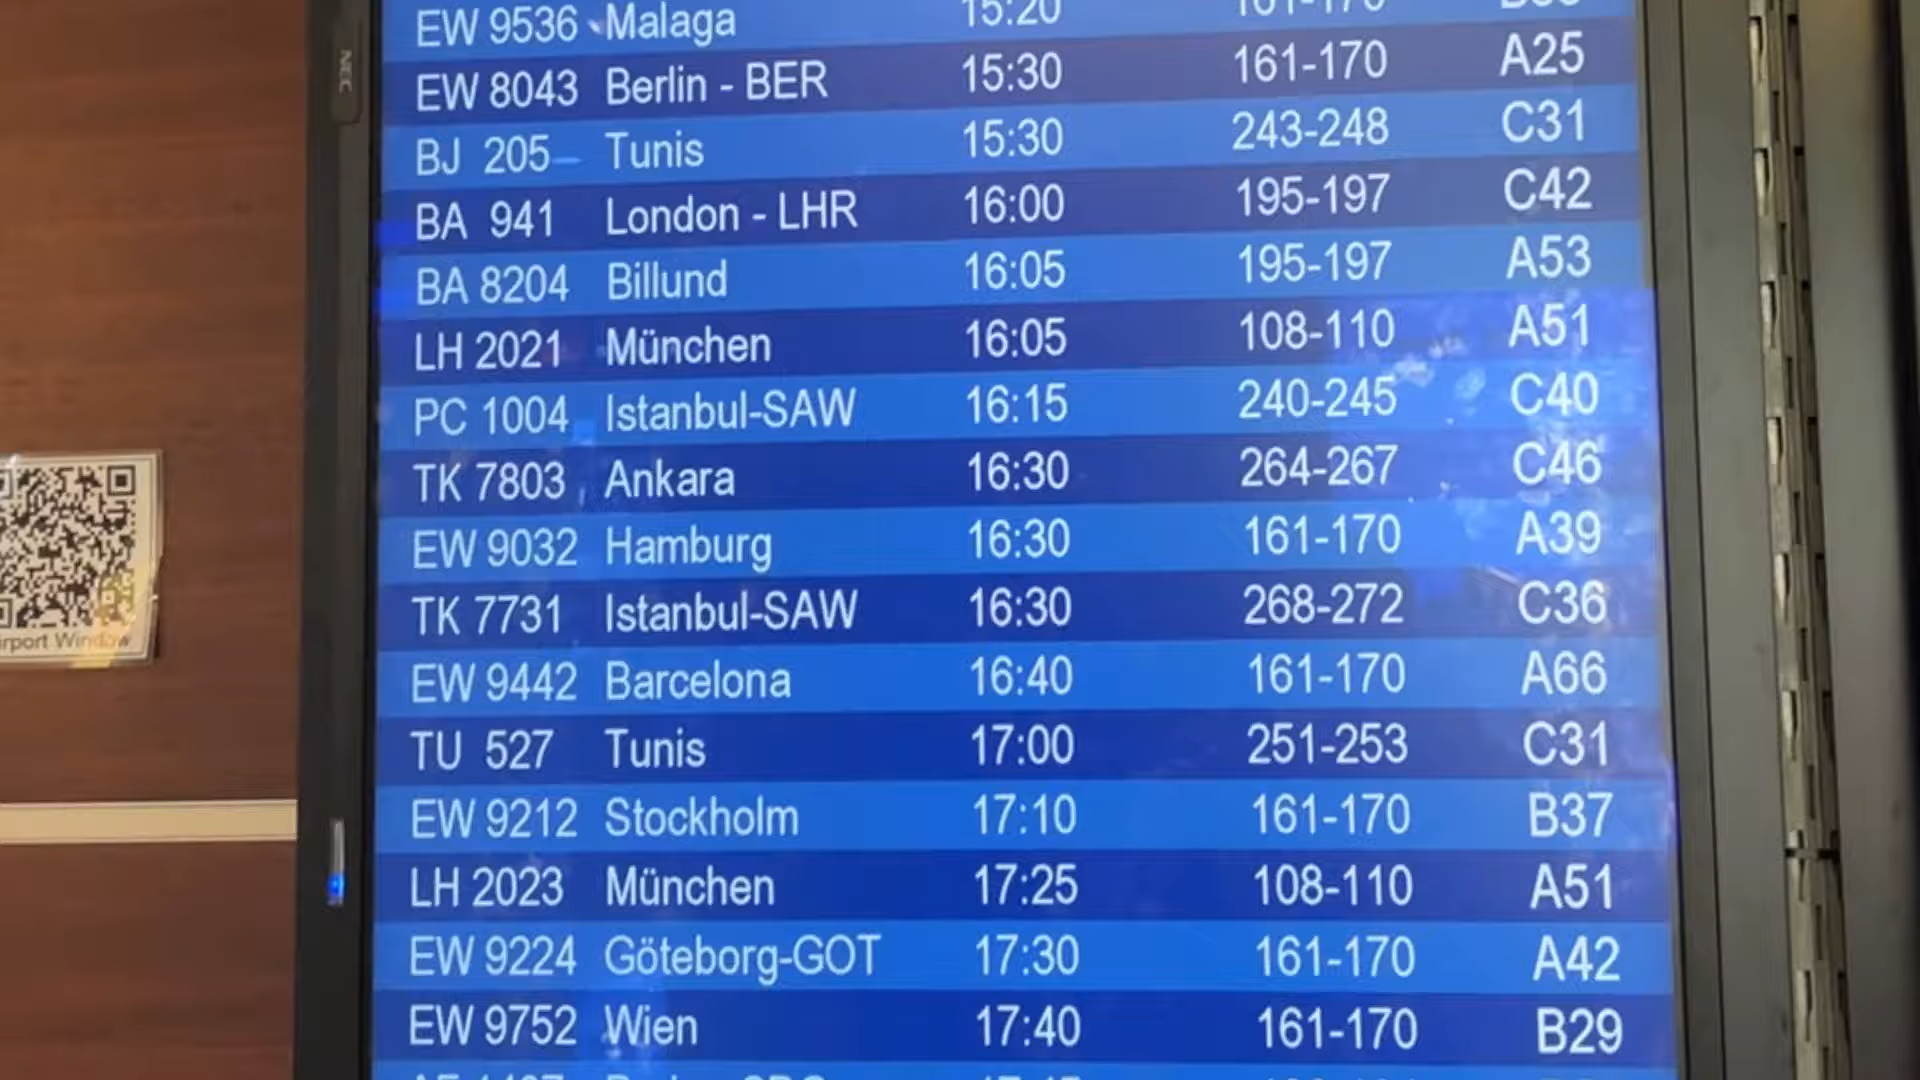 EW 9536 Malaga 15:20 161-170
EW 8043 Berlin - BER 15:30 161-170 A25
BJ 205 Tunis 15:30 243-248 C31
BA 941 London - LHR 16:00 195-197 C42
BA 8204 Billund 16:05 195-197 A53
LH 2021 München 16:05 108-110 A51
PC 1004 Istanbul-SAW 16:15 240-245 C40
TK 7803 Ankara 16:30 264-267 C46
EW 9032 Hamburg 16:30 161-170 A39
TK 7731 Istanbul-SAW 16:30 268-272 C36
EW 9442 Barcelona 16:40 161-170 A66
TU 527 Tunis 17:00 251-253 C31
EW 9212 Stockholm 17:10 161-170 B37
LH 2023 München 17:25 108-110 A51
EW 9224 Göteborg-GOT 17:30 161-170 A42
EW 9752 Wien 17:40 161-170 B29
NEC
irport Window